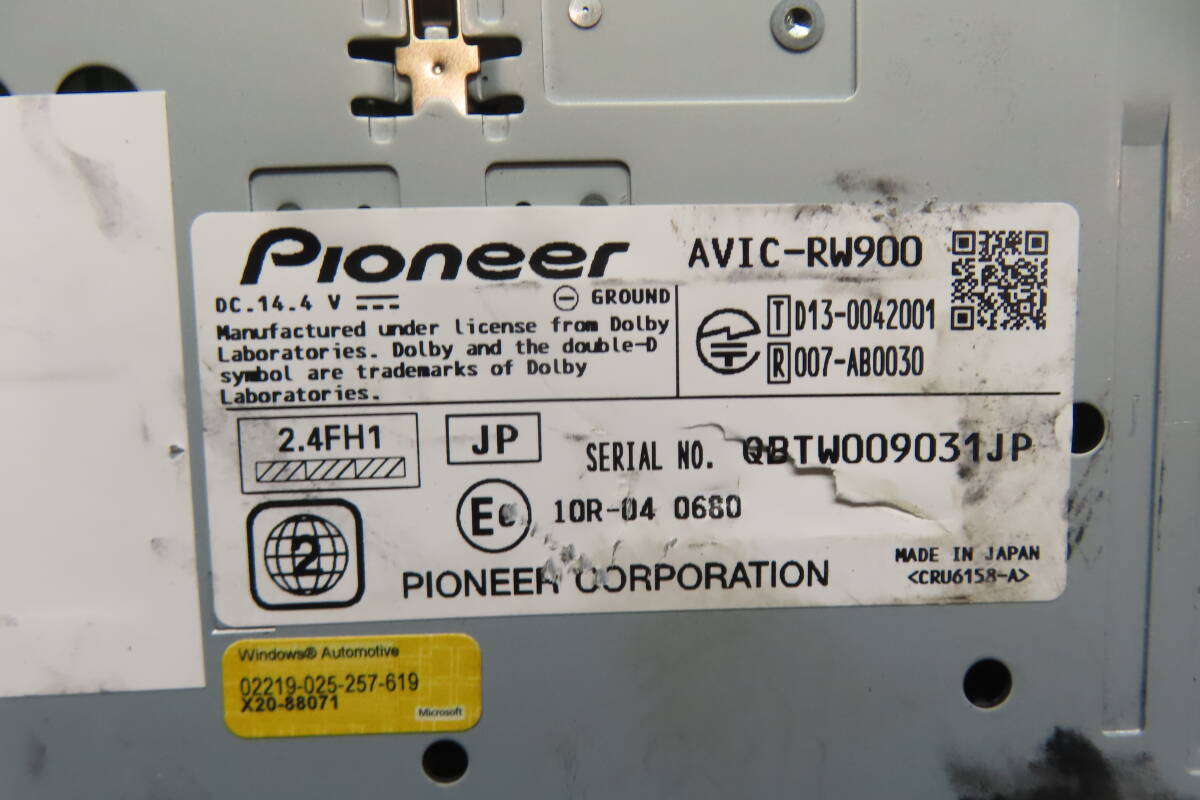 Pioneer
AVIC-RW900
DC.14.4 V
GROUND
Manufactured under license from Dolby
Laboratories. Dolby and the double-D
symbol are trademarks of Dolby
Laboratories.
T D13-0042001
R 007-AB0030
2.4FH1
JP
SERIAL NO. QBTW009031JP
2
10R-04 0680
PIONEER CORPORATION
MADE IN JAPAN
<CRU6158-A>
Windows® Automotive
02219-025-257-619
X20-88071
Microsoft